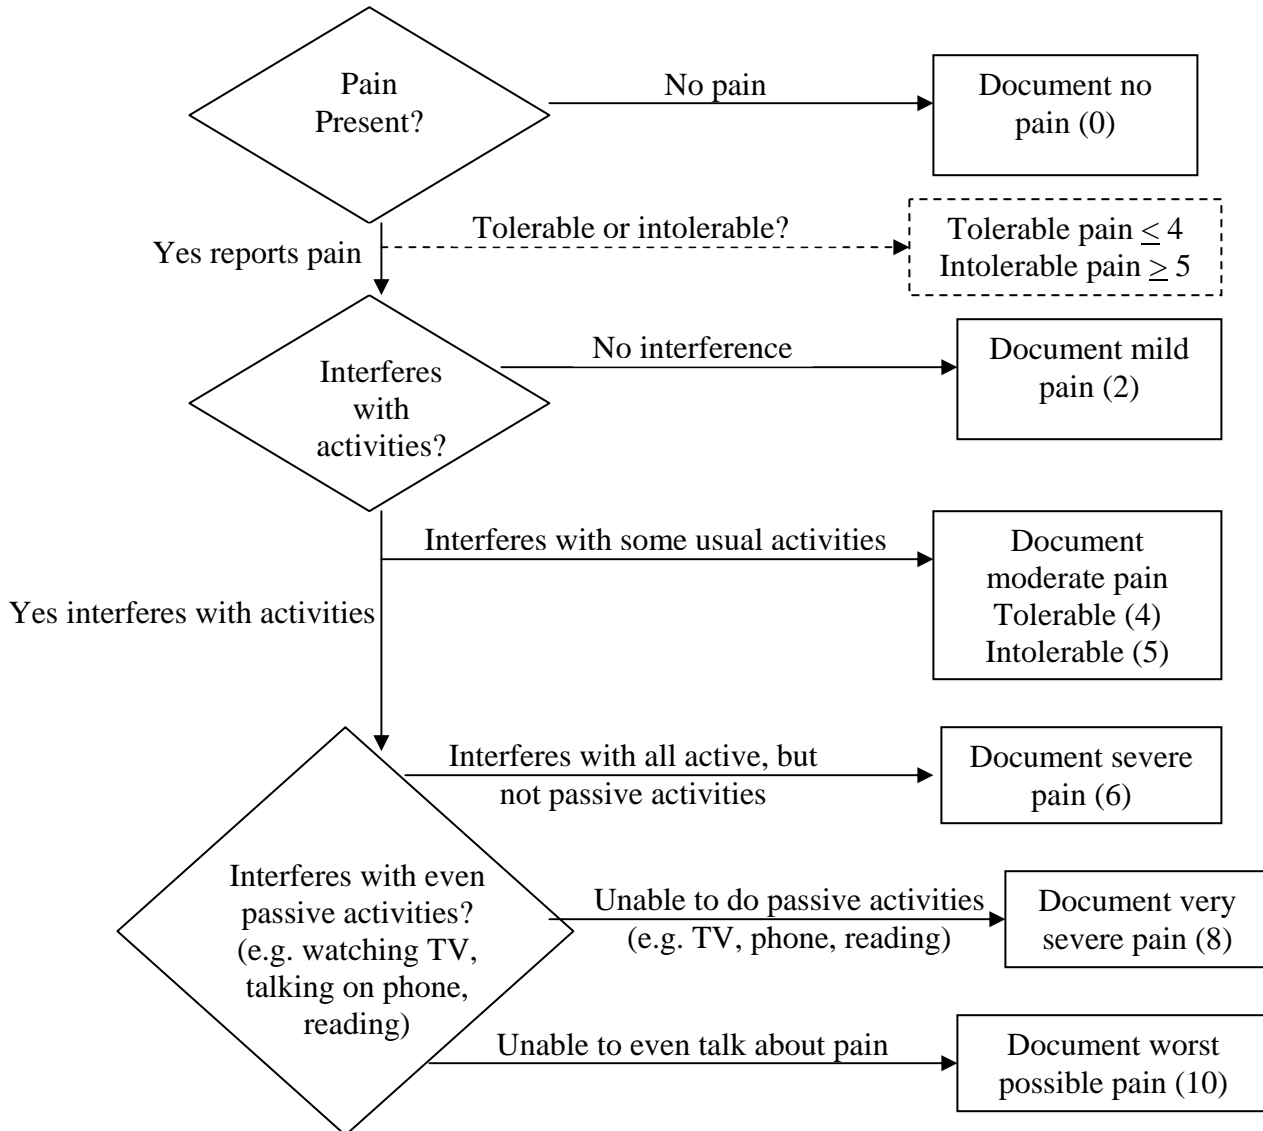 Pain
Present?
No pain
Document no
pain (0)
Yes reports pain
Tolerable or intolerable?
Tolerable pain ≤ 4
Intolerable pain ≥ 5
Interferes
with
activities?
No interference
Document mild
pain (2)
Yes interferes with activities
Interferes with some usual activities
Document
moderate pain
Tolerable (4)
Intolerable (5)
Interferes with all active, but
not passive activities
Document severe
pain (6)
Interferes with even
passive activities?
(e.g. watching TV,
talking on phone,
reading)
Unable to do passive activities
(e.g. TV, phone, reading)
Document very
severe pain (8)
Unable to even talk about pain
Document worst
possible pain (10)